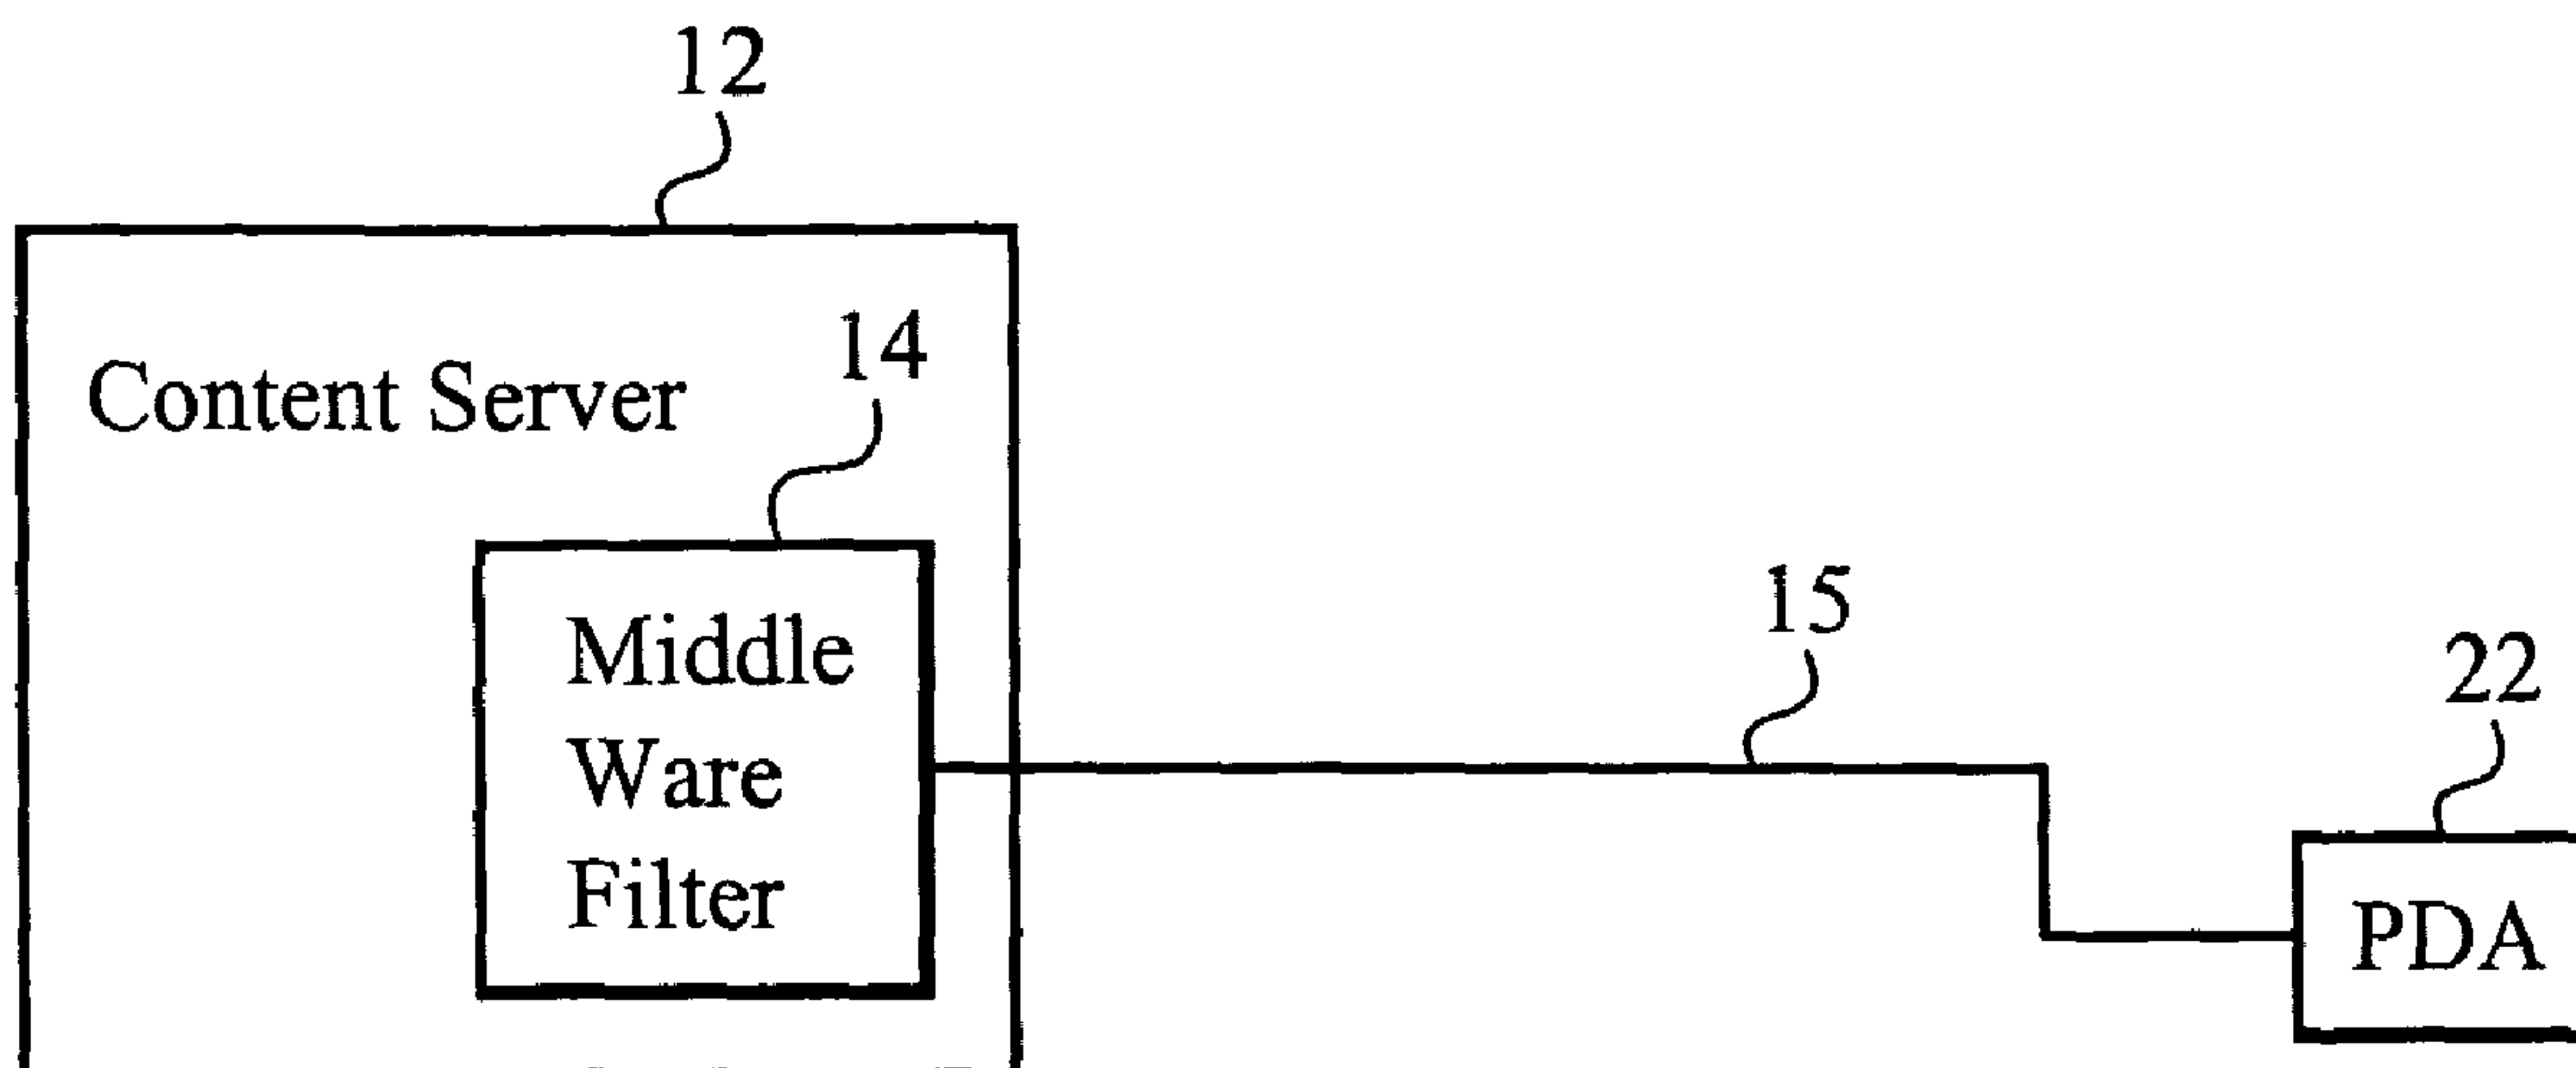 12
14
Content Server
15
Middle
22
Ware
Filter
PDA